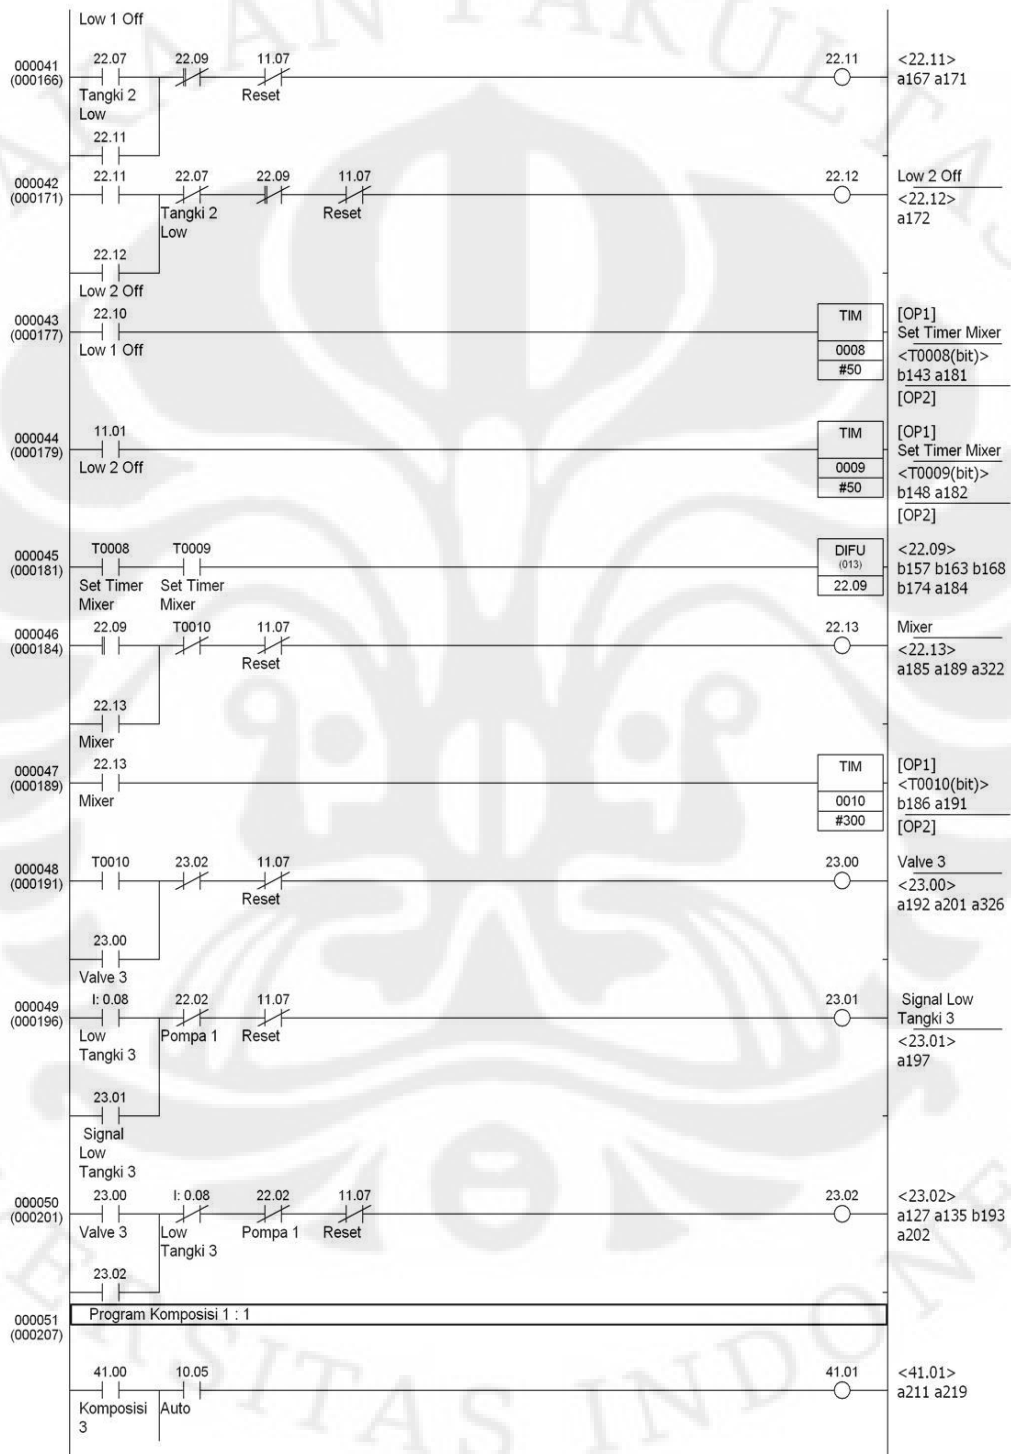 Low 1 Off
000041
(000166)
22.07 22.09 11.07 22.11 <22.11>
a167 a171
Tangki 2
Low
Reset
22.11
000042
(000171)
22.11 22.07 22.09 11.07 22.12 Low 2 Off
<22.12>
a172
Tangki 2
Low
Reset
22.12
Low 2 Off
000043
(000177)
22.10
Low 1 Off
TIM
0008
#50
[OP1]
Set Timer Mixer
<T0008(bit)>
b143 a181
[OP2]
000044
(000179)
11.01
Low 2 Off
TIM
0009
#50
[OP1]
Set Timer Mixer
<T0009(bit)>
b148 a182
[OP2]
000045
(000181)
T0008 T0009
Set Timer
Mixer
Set Timer
Mixer
DIFU
(013)
22.09
<22.09>
b157 b163 b168
b174 a184
000046
(000184)
22.09 T0010 11.07 22.13 Mixer
<22.13>
a185 a189 a322
Reset
22.13
Mixer
000047
(000189)
22.13
Mixer
TIM
0010
#300
[OP1]
<T0010(bit)>
b186 a191
[OP2]
000048
(000191)
T0010 23.02 11.07 23.00 Valve 3
<23.00>
a192 a201 a326
Reset
23.00
Valve 3
000049
(000196)
I: 0.08 22.02 11.07 23.01 Signal Low
Tangki 3
<23.01>
a197
Low
Tangki 3
Pompa 1
Reset
23.01
Signal
Low
Tangki 3
000050
(000201)
23.00 I: 0.08 22.02 11.07 23.02 <23.02>
a127 a135 b193
a202
Valve 3
Low
Tangki 3
Pompa 1
Reset
23.02
000051
(000207)
Program Komposisi 1 : 1
41.00 10.05 41.01 <41.01>
a211 a219
Komposisi
3
Auto